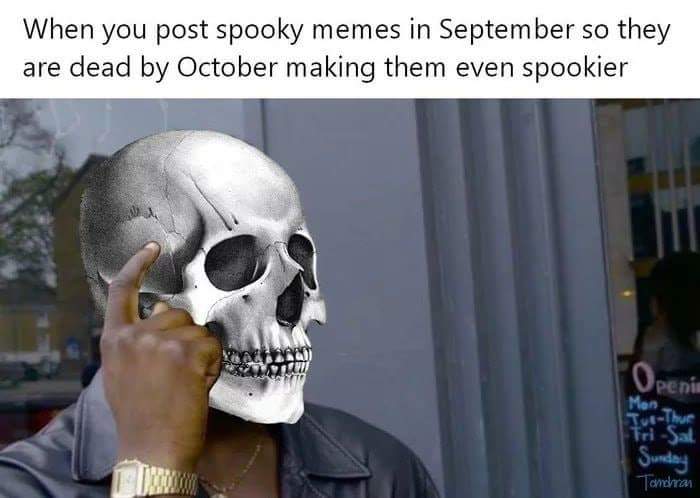 When you post spooky memes in September so they
are dead by October making them even spookier
Openi
Mon
Tue-Thur
Fri - Sat
Sunday